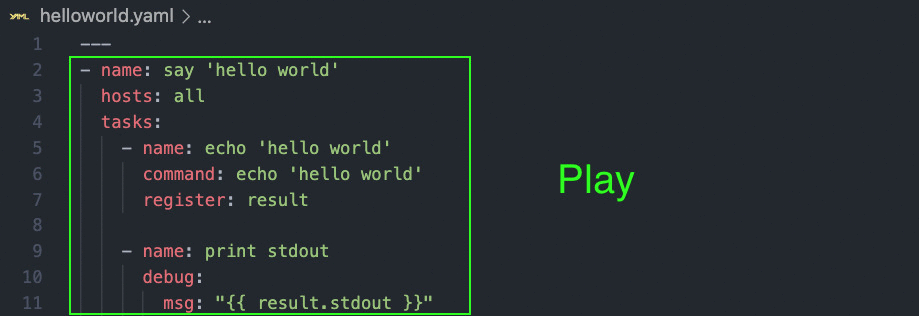 YAML helloworld.yaml > ...
1 ---
2 - name: say 'hello world'
3 hosts: all
4 tasks:
5 - name: echo 'hello world'
6 command: echo 'hello world'
7 register: result
8
9 - name: print stdout
10 debug:
11 msg: "{{ result.stdout }}"
Play